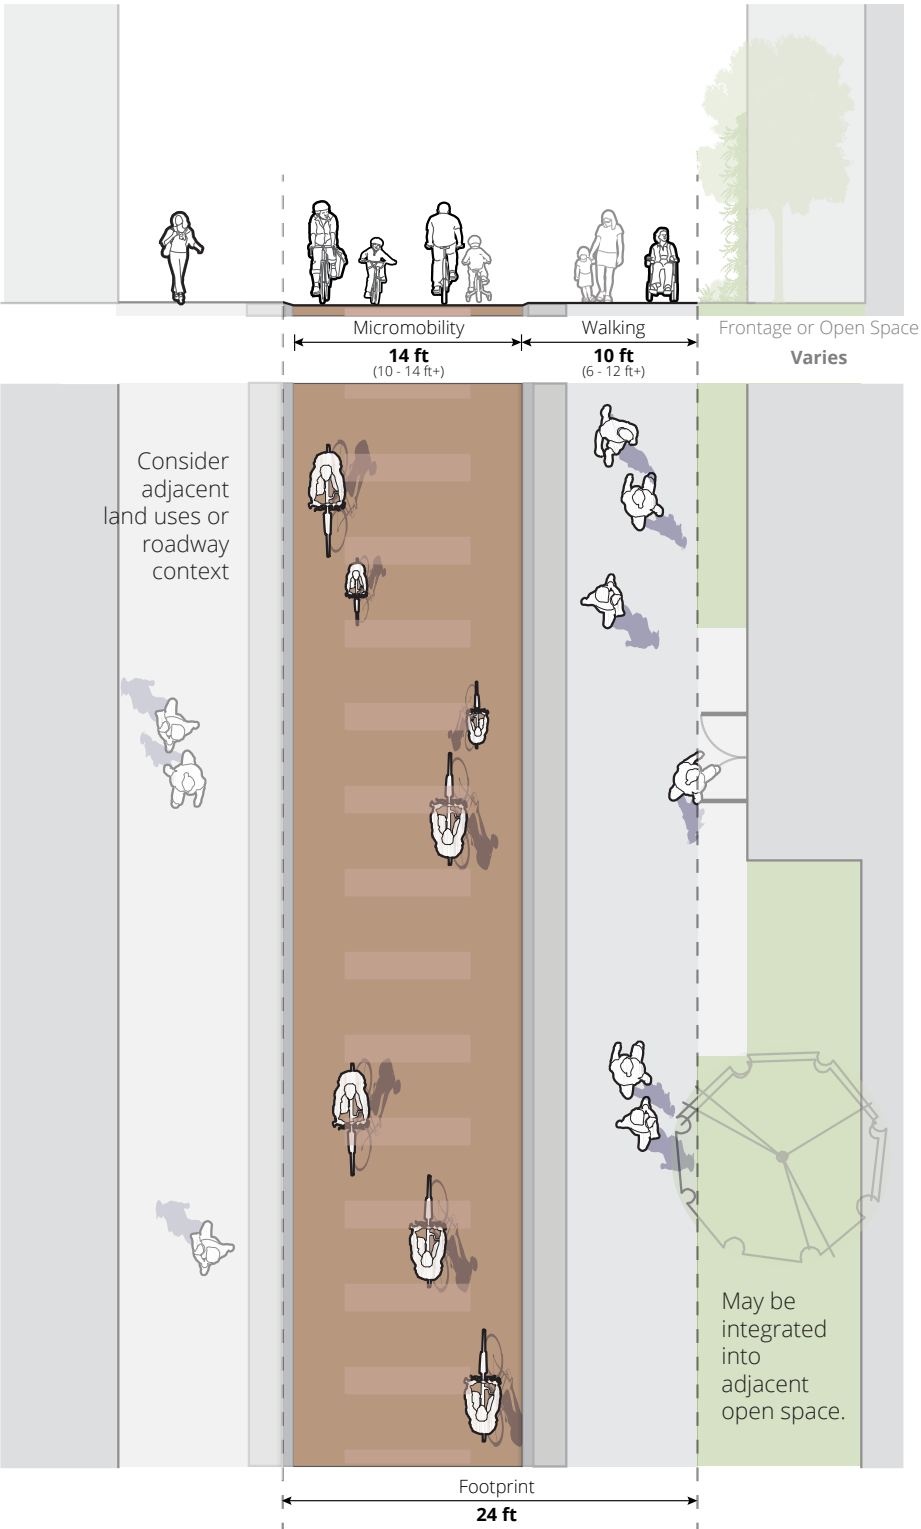 Micromobility
14 ft
(10 - 14 ft+)
Walking
10 ft
(6 - 12 ft+)
Frontage or Open Space
Varies
Consider
adjacent
land uses or
roadway
context
May be
integrated
into
adjacent
open space.
Footprint
24 ft